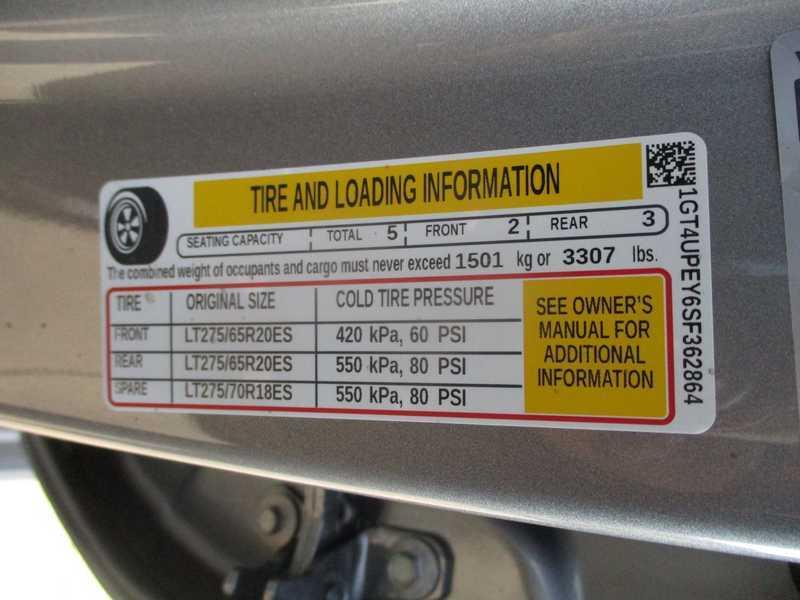 TIRE AND LOADING INFORMATION
SEATING CAPACITY TOTAL 5 FRONT 2 REAR 3
The combined weight of occupants and cargo must never exceed 1501 kg or 3307 lbs.
TIRE ORIGINAL SIZE COLD TIRE PRESSURE
FRONT LT275/65R20ES 420 kPa, 60 PSI
REAR LT275/65R20ES 550 kPa, 80 PSI
SPARE LT275/70R18ES 550 kPa, 80 PSI
SEE OWNER'S
MANUAL FOR
ADDITIONAL
INFORMATION
1GT4UPEY6SF362864